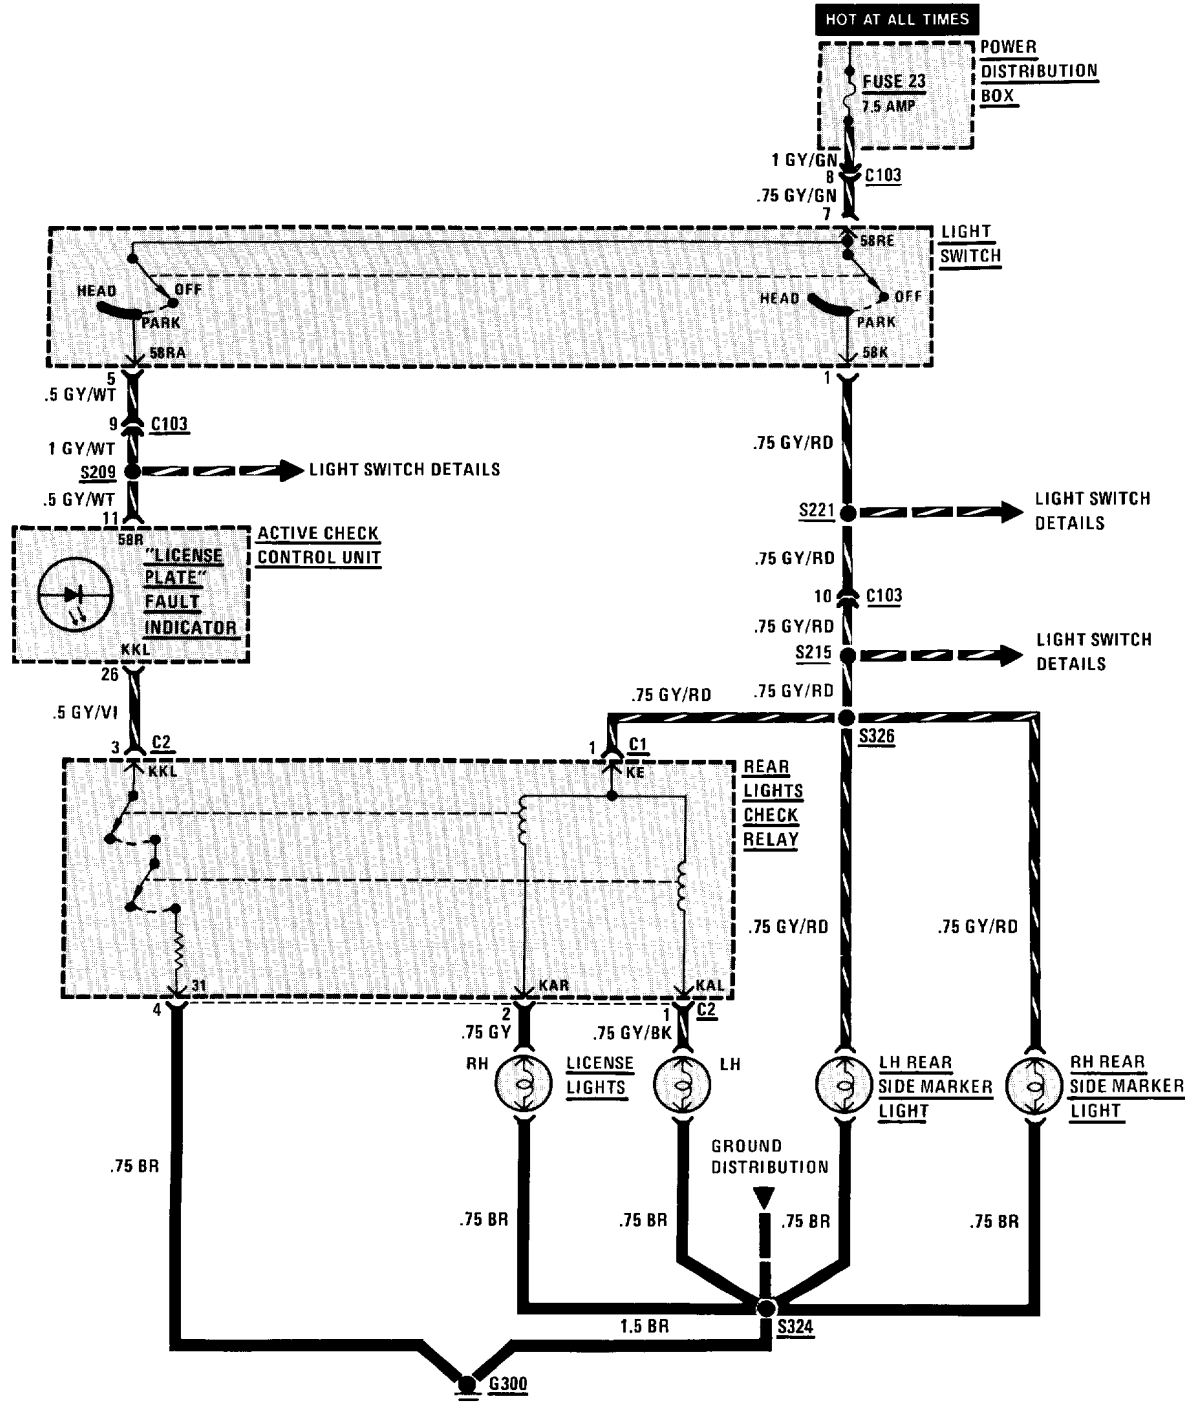 HOT AT ALL TIMES
POWER
DISTRIBUTION
BOX
FUSE 23
7.5 AMP
1 GY/GN
8
C103
.75 GY/GN
7
LIGHT
SWITCH
58RE
HEAD
OFF
PARK
58RA
HEAD
OFF
PARK
58K
5
.5 GY/WT
9
C103
1 GY/WT
S209
LIGHT SWITCH DETAILS
.5 GY/WT
11
1
.75 GY/RD
S221
LIGHT SWITCH
DETAILS
.75 GY/RD
10
C103
.75 GY/RD
S215
LIGHT SWITCH
DETAILS
.75 GY/RD
58R
"LICENSE
PLATE"
FAULT
INDICATOR
KKL
ACTIVE CHECK
CONTROL UNIT
26
.5 GY/VI
3
C2
.75 GY/RD
S326
1
C1
KKL
KE
REAR
LIGHTS
CHECK
RELAY
31
KAR
KAL
4
2
1
C2
.75 GY/RD
.75 GY/RD
.75 GY
.75 GY/BK
RH
LICENSE
LIGHTS
LH
LH REAR
SIDE MARKER
LIGHT
RH REAR
SIDE MARKER
LIGHT
GROUND
DISTRIBUTION
.75 BR
.75 BR
.75 BR
.75 BR
.75 BR
1.5 BR
S324
G300